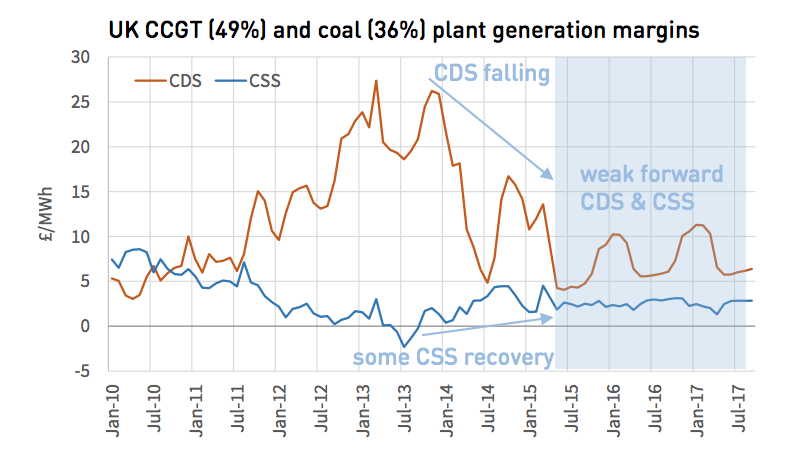 UK CCGT (49%) and coal (36%) plant generation margins
30
25
20
15
10
5
0
-5
£/MWh
CDS CSS
CDS falling
weak forward
CDS & CSS
some CSS recovery
Jan-10
Jul-10
Jan-11
Jul-11
Jan-12
Jul-12
Jan-13
Jul-13
Jan-14
Jul-14
Jan-15
Jul-15
Jan-16
Jul-16
Jan-17
Jul-17